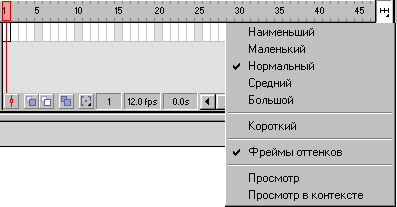 1 5 10 15 20 25 30 35 40 45
Наименьший
Маленький
Нормальный
Средний
Большой
Короткий
Фреймы оттенков
Просмотр
Просмотр в контексте
1 12.0 fps 0.0s